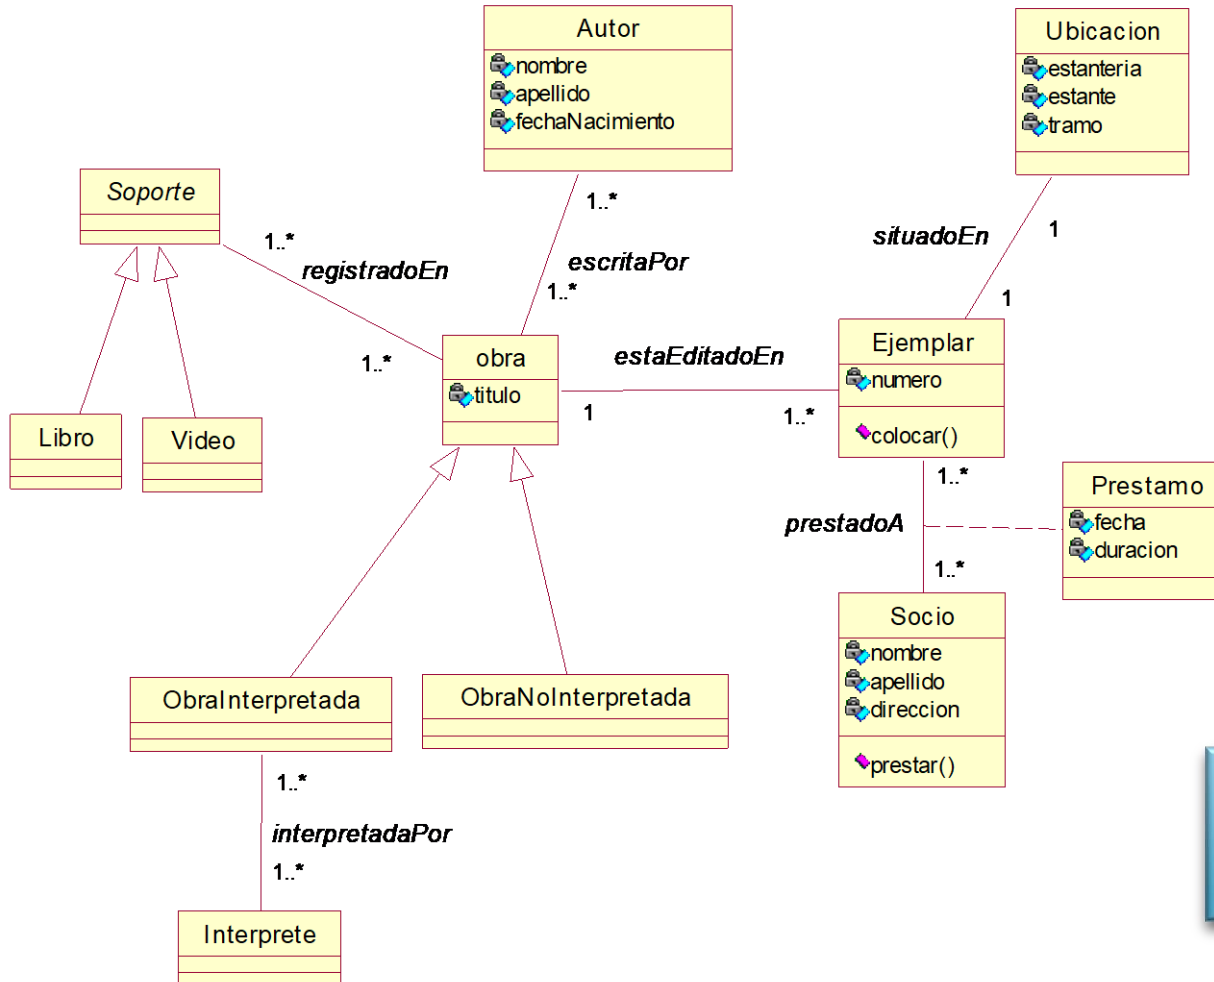 Autor
nombre
apellido
fechaNacimiento
Ubicacion
estanteria
estante
tramo
Soporte
1..*
registradoEn
1..*
1..*
escritaPor
1..*
situadoEn
1
1
Libro
Video
obra
titulo
estaEditadoEn
1
1..*
Ejemplar
numero
colocar()
1..*
prestadoA
1..*
Prestamo
fecha
duracion
Socio
nombre
apellido
direccion
prestar()
ObraInterpretada
ObraNoInterpretada
1..*
interpretadaPor
1..*
Interprete